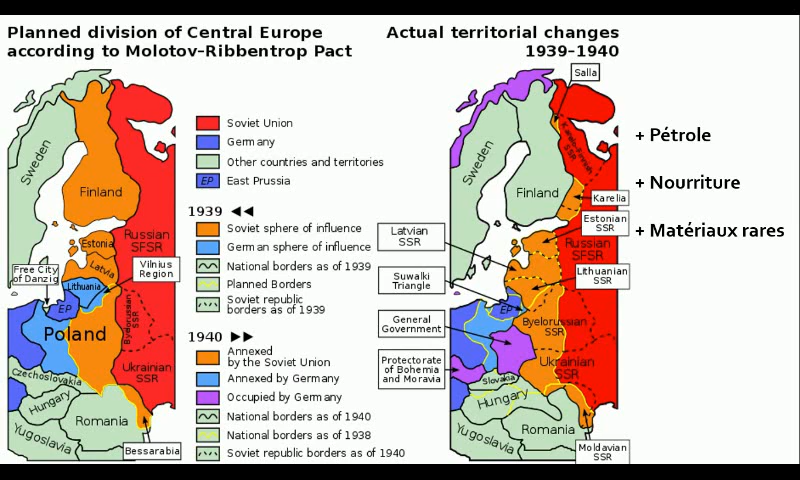 Planned division of Central Europe
according to Molotov–Ribbentrop Pact
Actual territorial changes
1939–1940
Sweden
Finland
Russian
SFSR
Estonia
Latvia
Lithuania
Free City
of Danzig
Vilnius
Region
EP
Poland
Byelorussian
SSR
Ukrainian
SSR
Czechoslovakia
Hungary
Romania
Yugoslavia
Bessarabia
Soviet Union
Germany
Other countries and territories
EP
East Prussia
1939 ◄◄
Soviet sphere of influence
German sphere of influence
National borders as of 1939
Planned Borders
Soviet republic
borders as of 1939
1940 ►►
Annexed
by the Soviet Union
Annexed by Germany
Occupied by Germany
National borders as of 1940
National borders as of 1938
Soviet republic borders as of 1940
Salla
Karelo-Finnish
SSR
Sweden
Finland
Karelia
Estonian
SSR
Latvian
SSR
Russian
SFSR
Lithuanian
SSR
Suwalki
Triangle
EP
General
Government
Byelorussian
SSR
Protectorate
of Bohemia
and Moravia
Ukrainian
SSR
Slovakia
Hungary
Romania
Yugoslavia
Moldavian
SSR
+ Pétrole
+ Nourriture
+ Matériaux rares